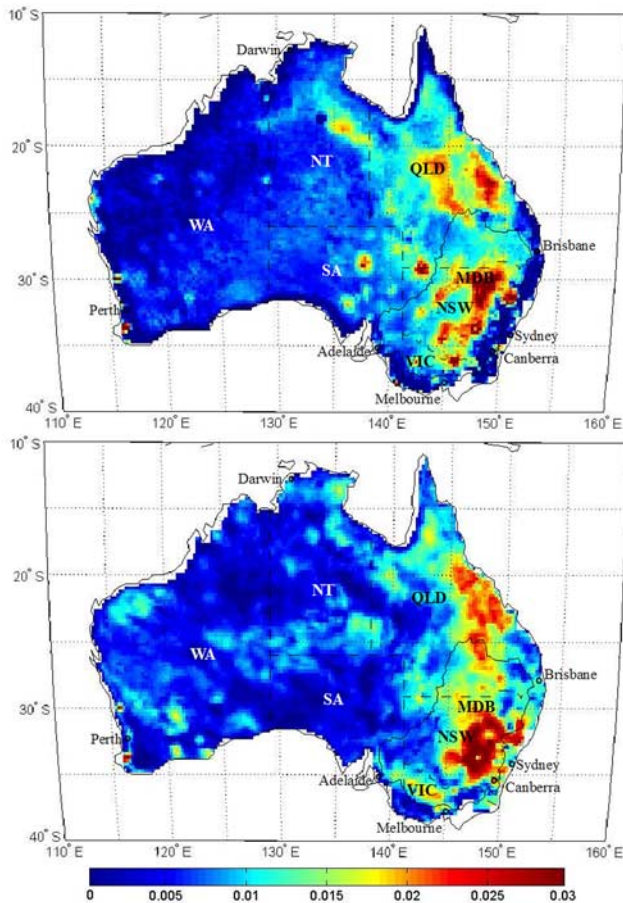 10° S
Darwin
20° S
NT
QLD
WA
SA
Brisbane
30° S
MDB
NSW
Perth
Sydney
Adelaide
VIC
Canberra
Melbourne
40° S
110° E 120° E 130° E 140° E 150° E 160° E
10° S
Darwin
20° S
NT
QLD
WA
Brisbane
SA
30° S
MDB
NSW
Perth
Sydney
Adelaide
VIC
Canberra
Melbourne
40° S
110° E 120° E 130° E 140° E 150° E 160° E
0 0.005 0.01 0.015 0.02 0.025 0.03